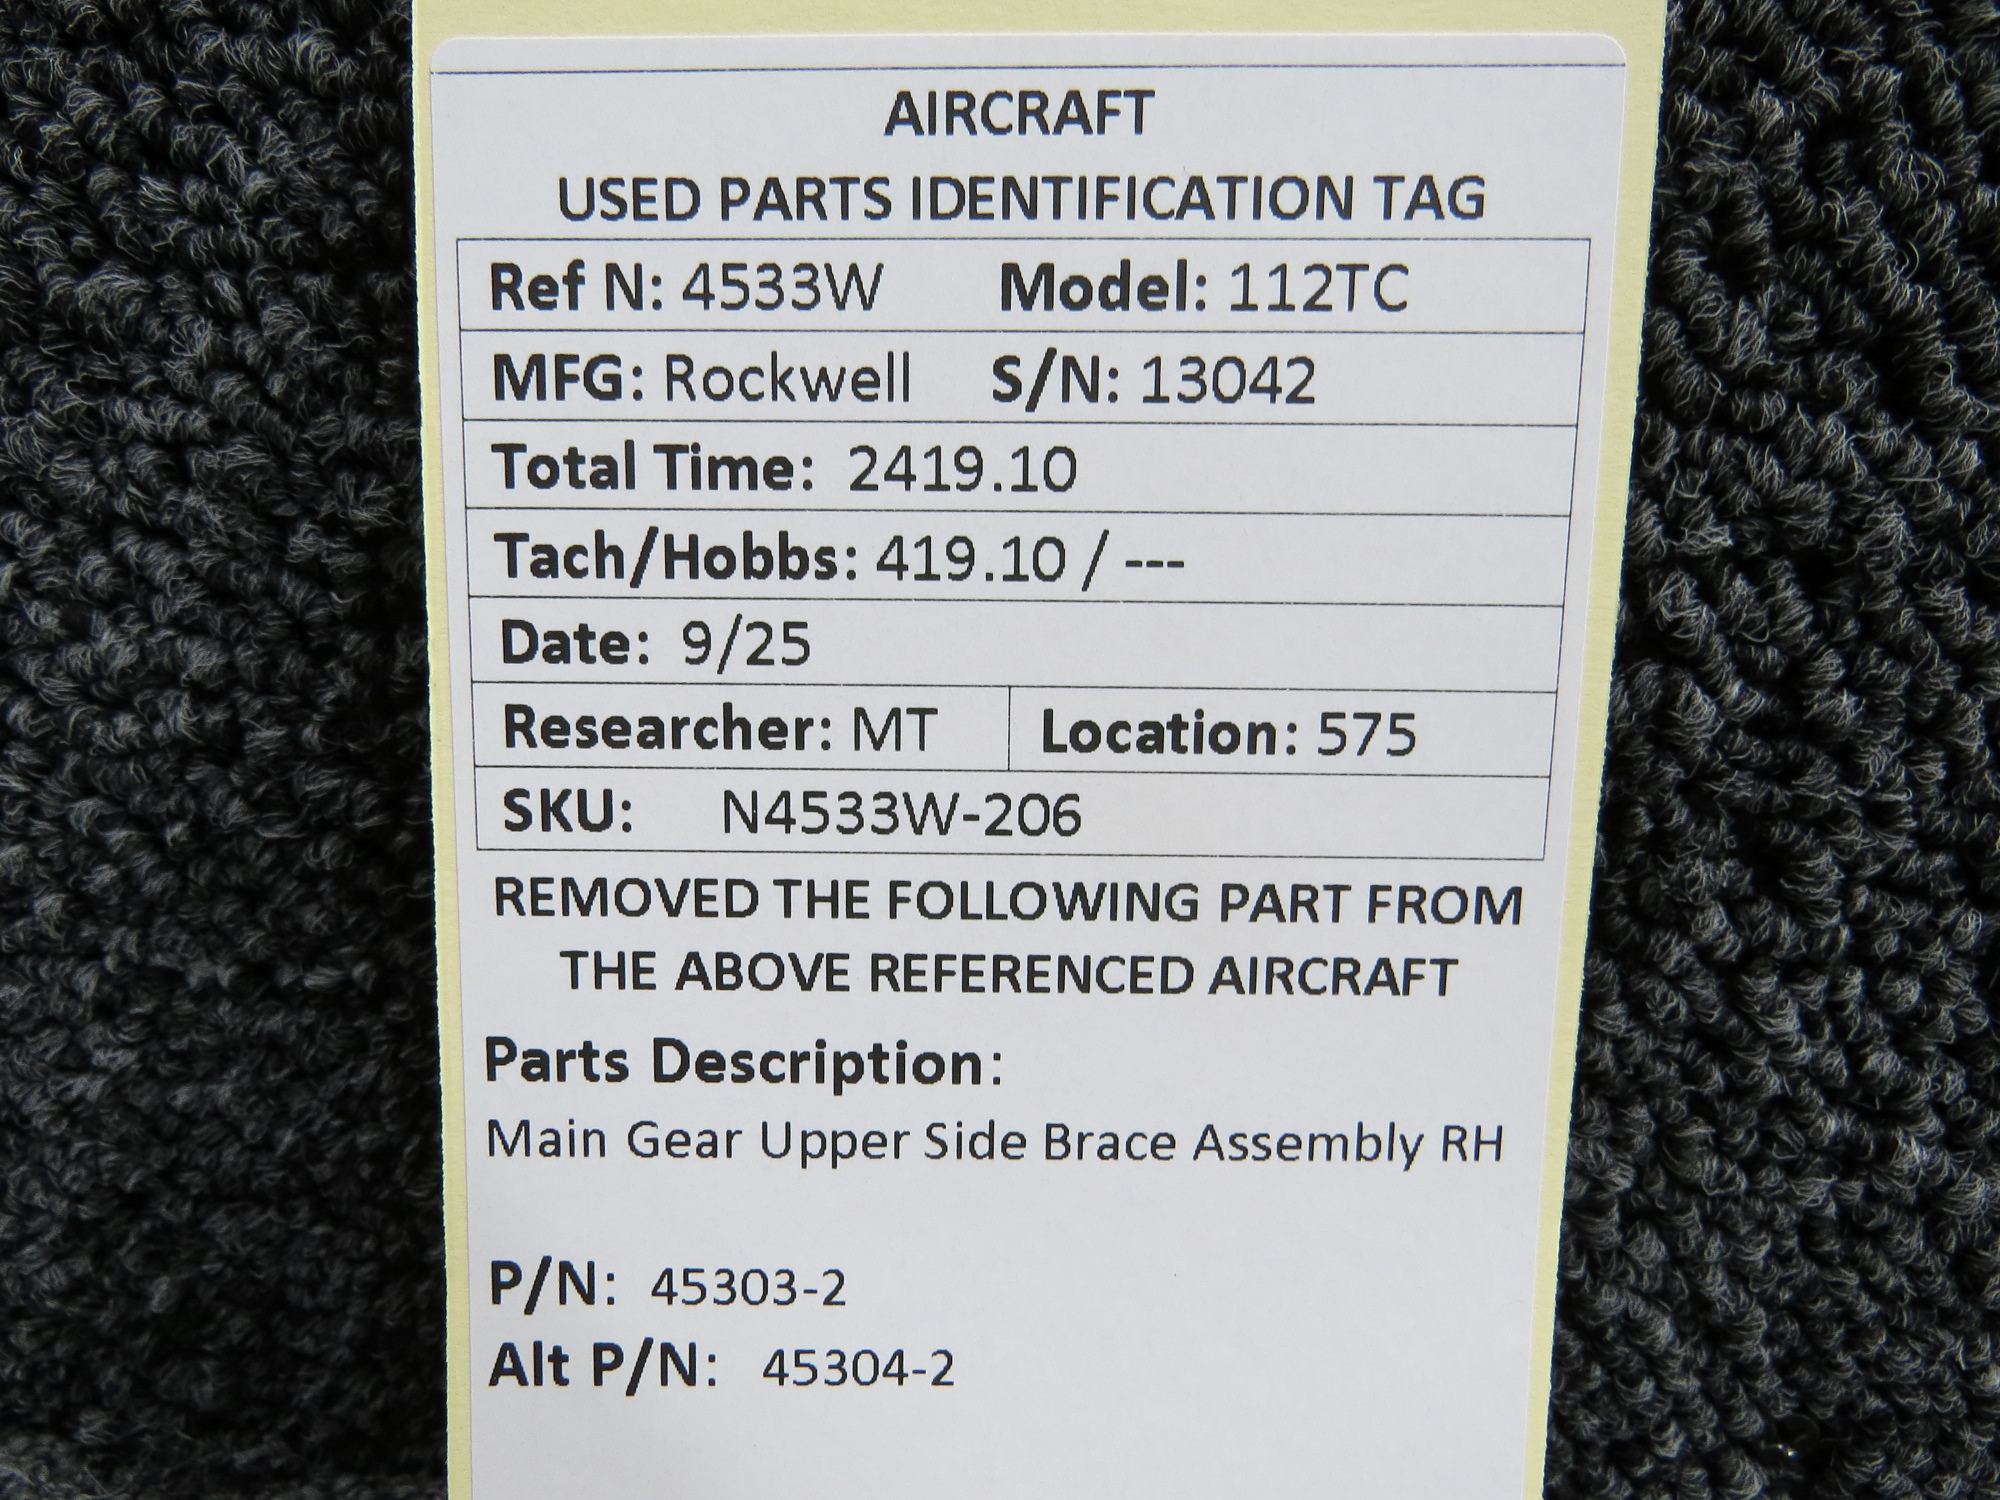 AIRCRAFT
USED PARTS IDENTIFICATION TAG
Ref N: 4533W Model: 112TC
MFG: Rockwell S/N: 13042
Total Time: 2419.10
Tach/Hobbs: 419.10 / ---
Date: 9/25
Researcher: MT Location: 575
SKU: N4533W-206
REMOVED THE FOLLOWING PART FROM
THE ABOVE REFERENCED AIRCRAFT
Parts Description:
Main Gear Upper Side Brace Assembly RH
P/N: 45303-2
Alt P/N: 45304-2